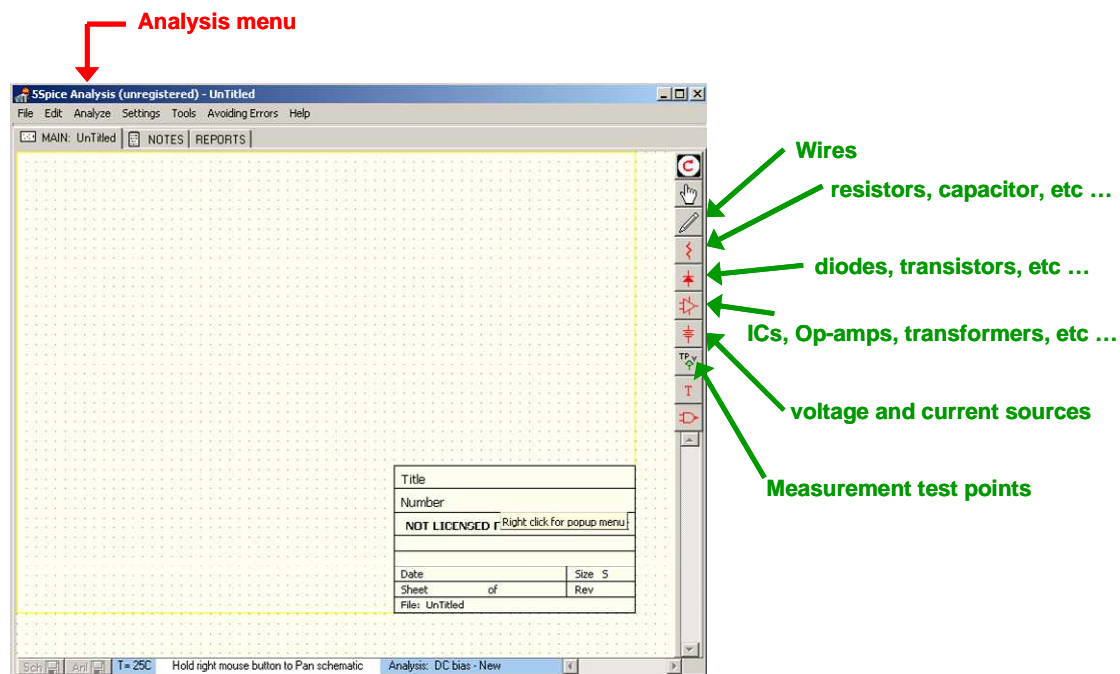 Analysis menu
5Spice Analysis (unregistered) - UnTitled
File Edit Analyze Settings Tools Avoiding Errors Help
MAIN: UnTitled NOTES REPORTS
Wires
resistors, capacitor, etc …
diodes, transistors, etc …
ICs, Op-amps, transformers, etc …
TP V
T
voltage and current sources
Measurement test points
Title
Number
NOT LICENSED Right click for popup menu
Date Size S
Sheet of Rev
File: UnTitled
Sch Anl T= 25C Hold right mouse button to Pan schematic Analysis: DC bias - New